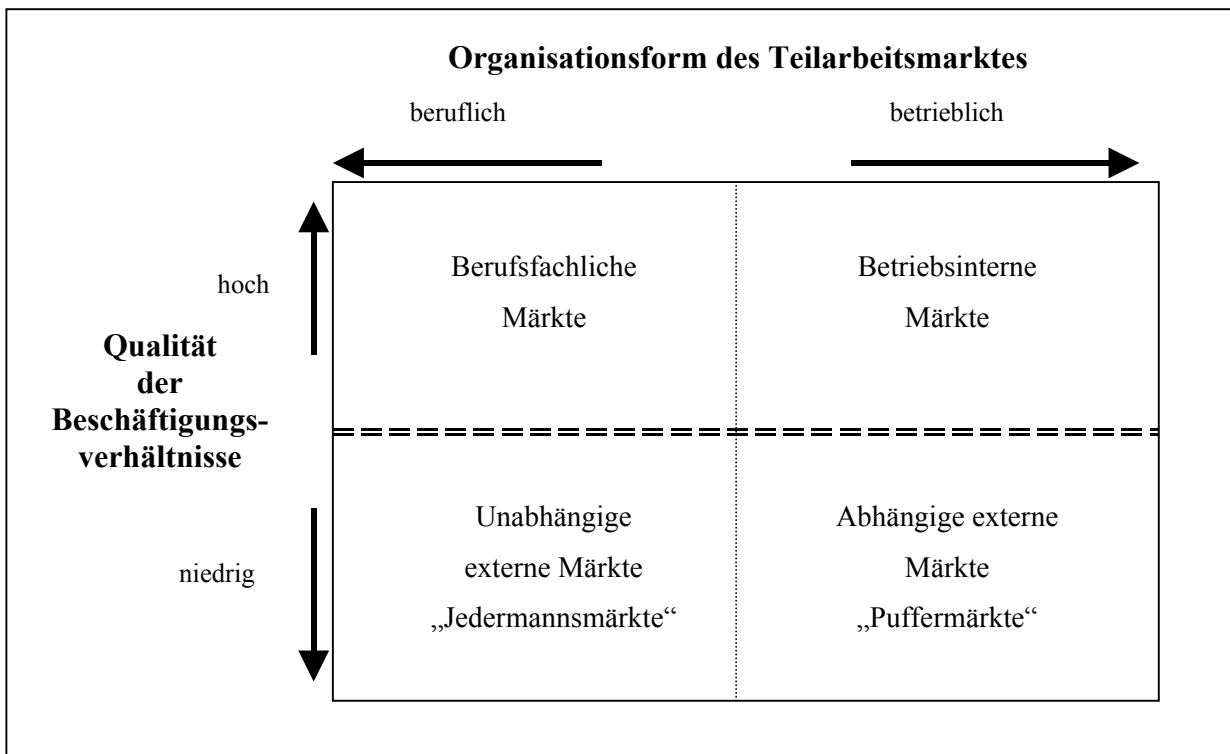 Organisationsform des Teilarbeitsmarktes
beruflich
betrieblich
hoch
Qualität
der
Beschäftigungs-
verhältnisse
niedrig
Berufsfachliche
Märkte
Betriebsinterne
Märkte
Unabhängige
externe Märkte
„Jedermannsmärkte“
Abhängige externe
Märkte
„Puffermärkte“